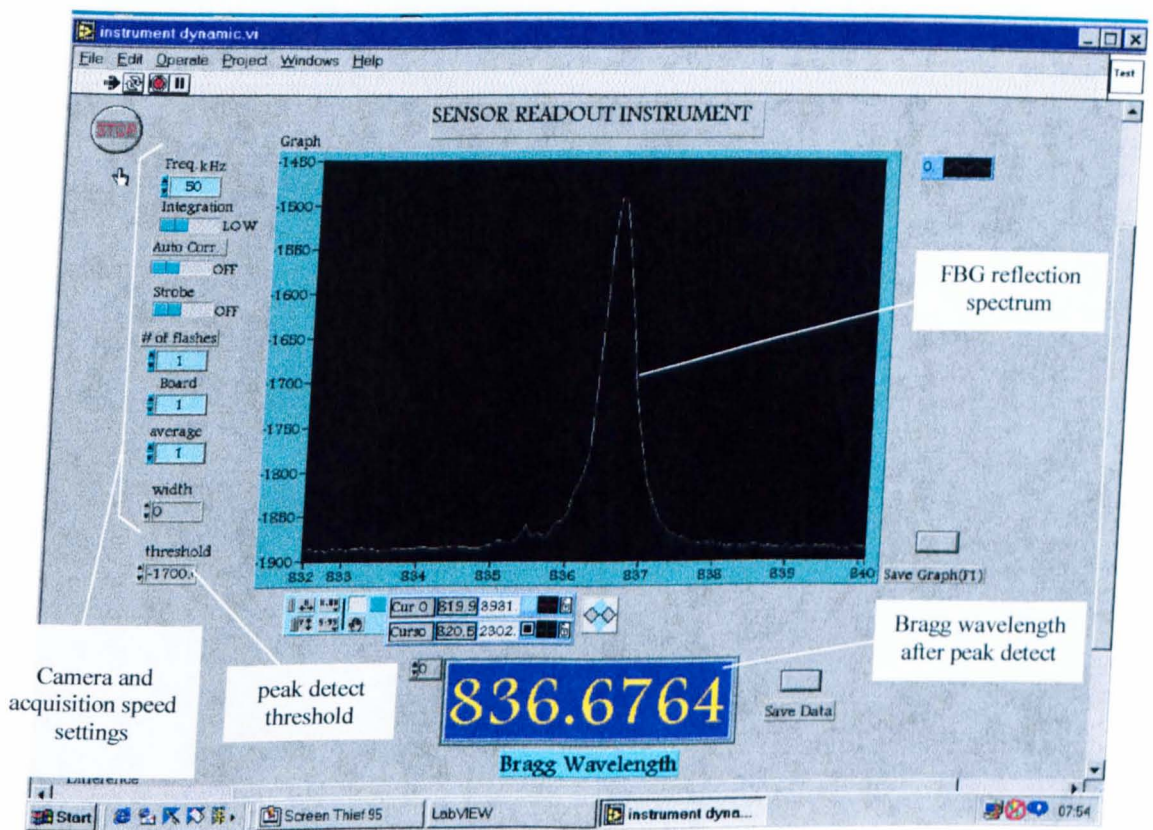 instrument dynamic.vi
File Edit Operate Project Windows Help
Test
STOP
SENSOR READOUT INSTRUMENT
Graph
Freq. kHz
50
Integration
LOW
Auto Corr.
OFF
Strobe
OFF
# of flashes
1
Board
1
average
1
width
0
threshold
-1700.
-1450
-1500
-1550
-1600
-1650
-1700
-1750
-1800
-1850
-1900
832 833 834 835 836 837 838 839 840
0
FBG reflection
spectrum
Save Graph(F1)
Cur 0 819.9 3931.
Curso 820.5 2302.
Bragg wavelength
after peak detect
Camera and
acquisition speed
settings
peak detect
threshold
0
836.6764
Save Data
Bragg Wavelength
Difference
Start
Screen Thief 95
LabVIEW
instrument dyna...
07:54